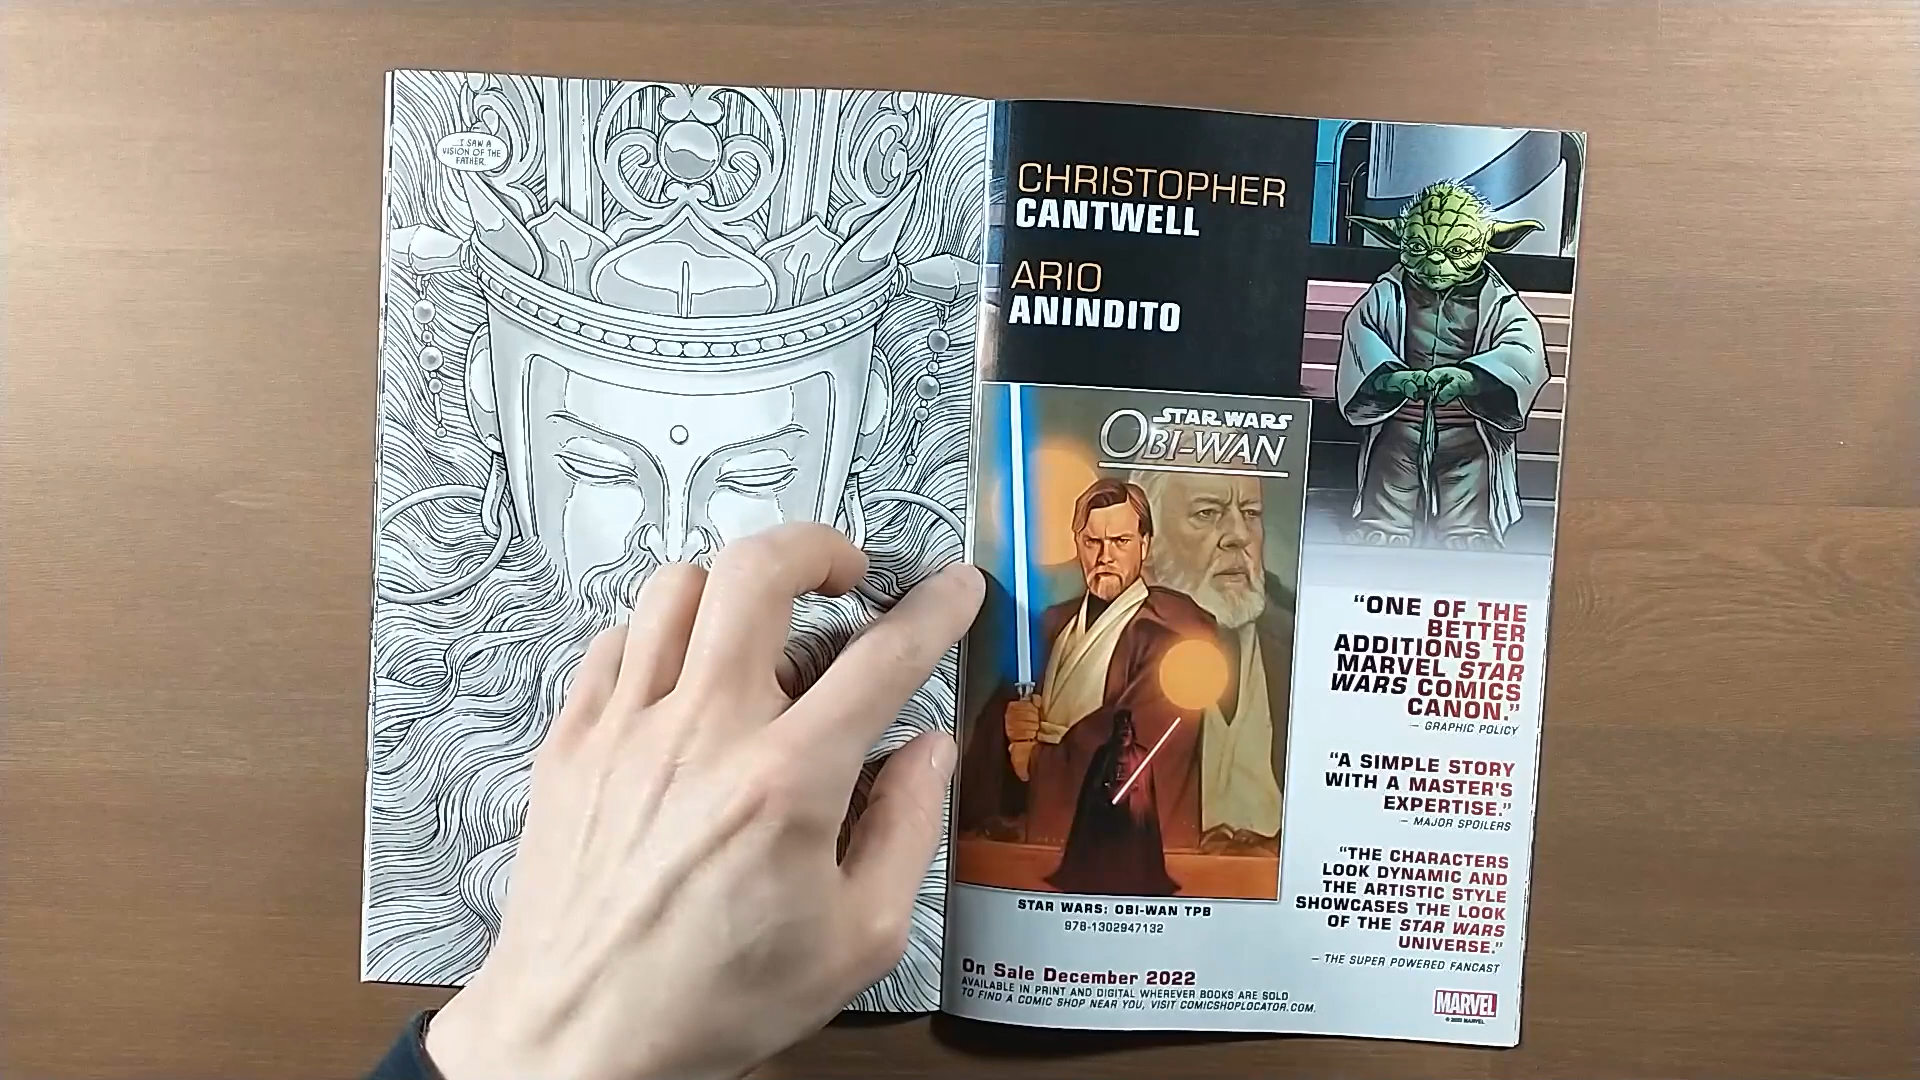 ...I SAW A
VISION OF THE
FATHER.
CHRISTOPHER
CANTWELL
ARIO
ANINDITO
STAR WARS
OBI-WAN
STAR WARS: OBI-WAN TPB
978-1302947132
On Sale December 2022
AVAILABLE IN PRINT AND DIGITAL WHEREVER BOOKS ARE SOLD
TO FIND A COMIC SHOP NEAR YOU, VISIT COMICSHOPLOCATOR.COM.
“ONE OF THE
BETTER
ADDITIONS TO
MARVEL STAR
WARS COMICS
CANON.”
— GRAPHIC POLICY
“A SIMPLE STORY
WITH A MASTER'S
EXPERTISE.”
— MAJOR SPOILERS
“THE CHARACTERS
LOOK DYNAMIC AND
THE ARTISTIC STYLE
SHOWCASES THE LOOK
OF THE STAR WARS
UNIVERSE.”
— THE SUPER POWERED FANCAST
MARVEL